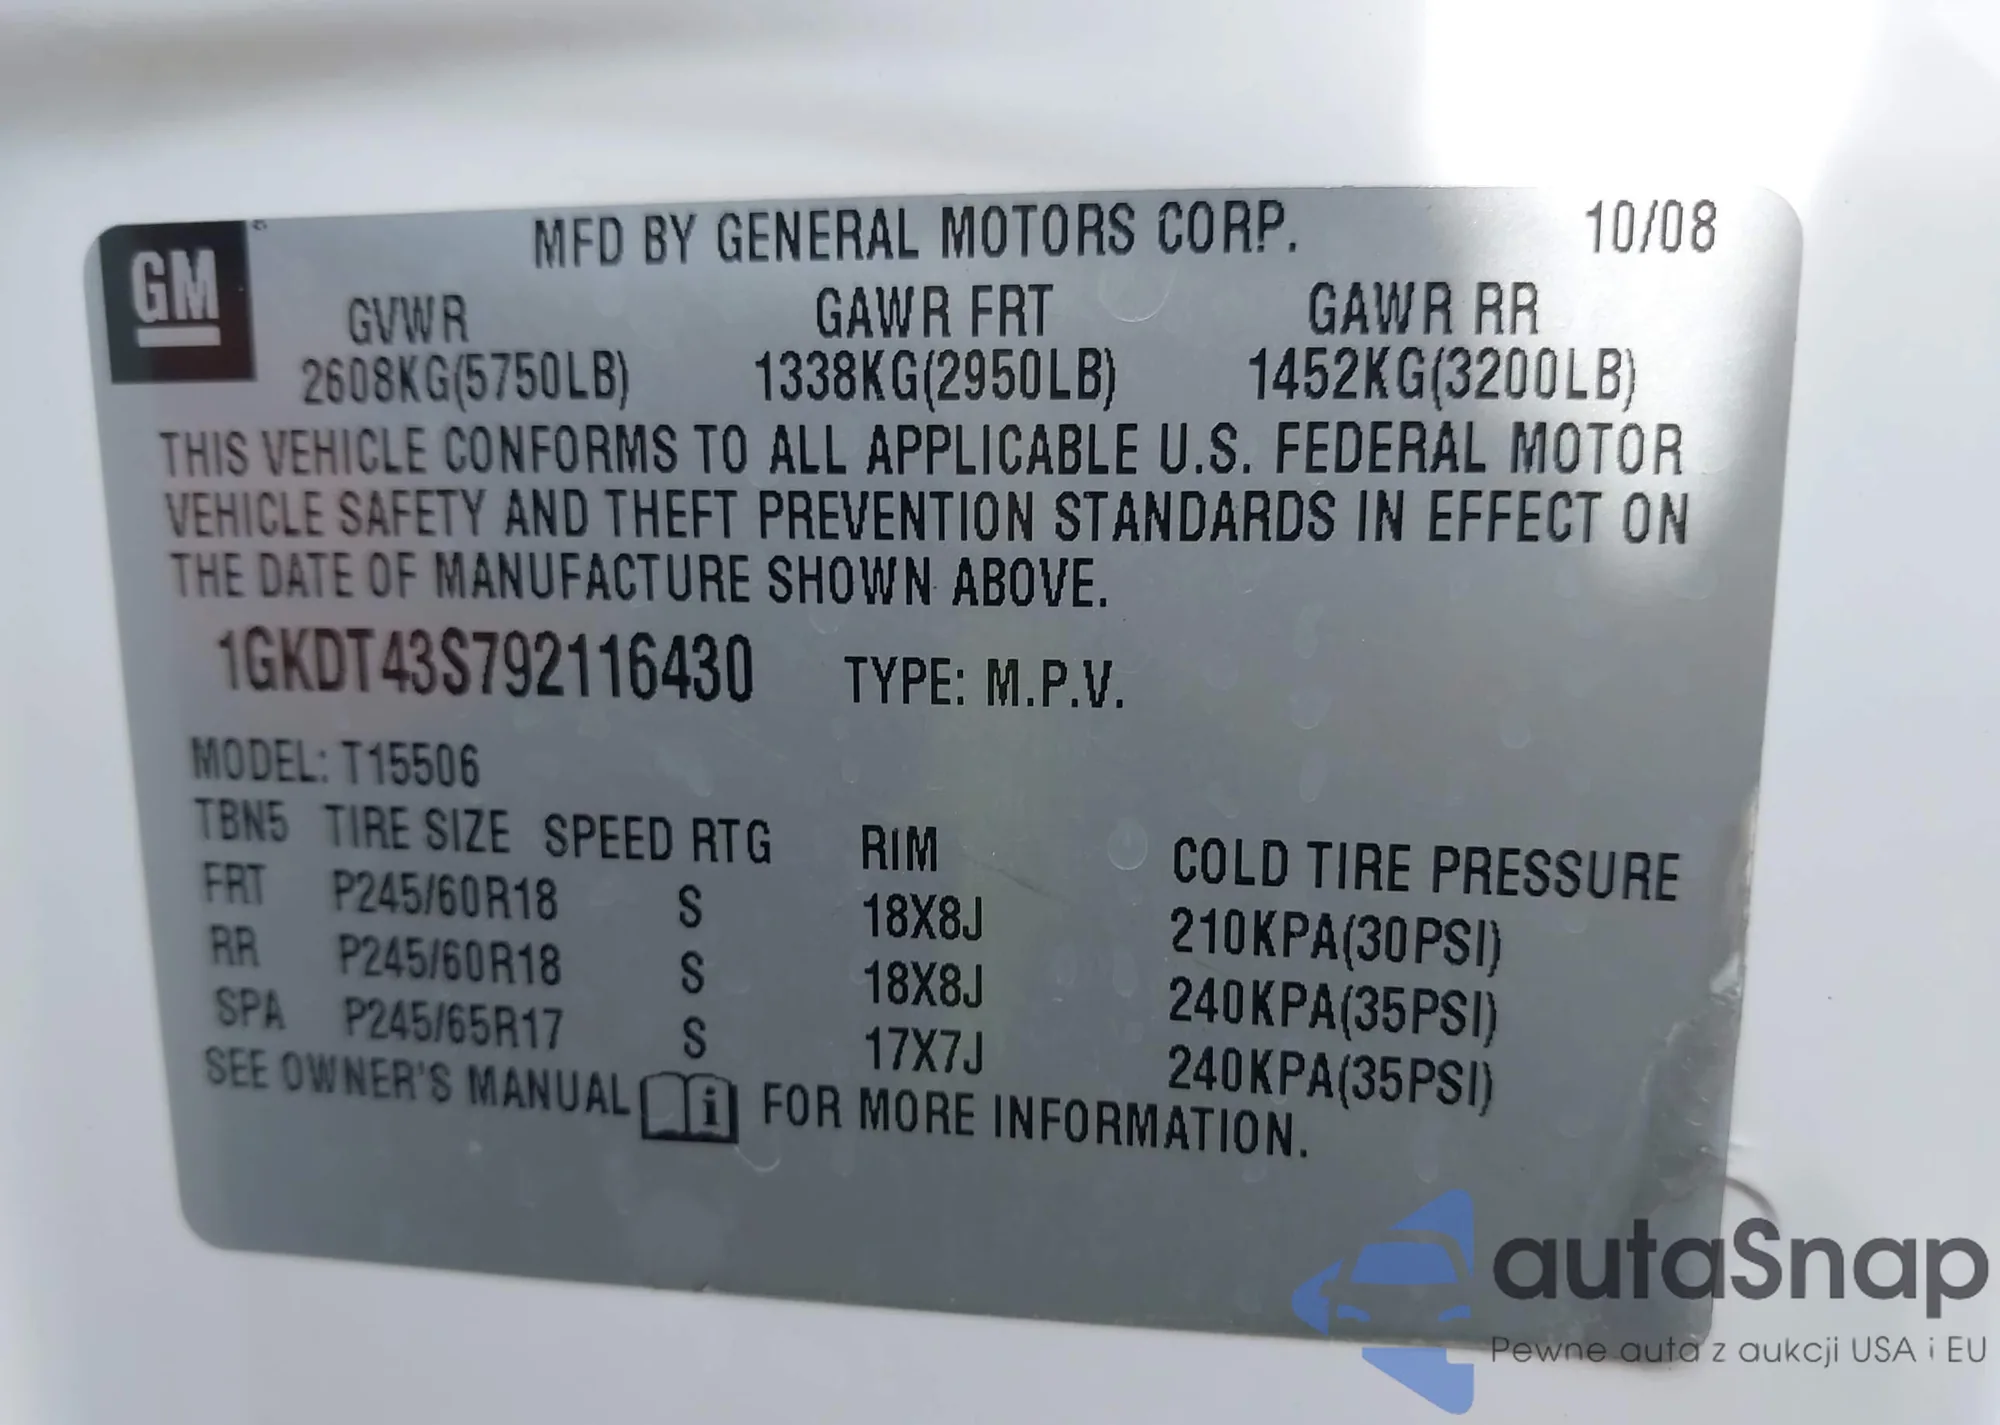 GM
MFD BY GENERAL MOTORS CORP. 10/08
GVWR GAWR FRT GAWR RR
2608KG(5750LB) 1338KG(2950LB) 1452KG(3200LB)
THIS VEHICLE CONFORMS TO ALL APPLICABLE U.S. FEDERAL MOTOR
VEHICLE SAFETY AND THEFT PREVENTION STANDARDS IN EFFECT ON
THE DATE OF MANUFACTURE SHOWN ABOVE.
1GKDT43S792116430 TYPE: M.P.V.
MODEL: T15506
TBN5 TIRE SIZE SPEED RTG RIM COLD TIRE PRESSURE
FRT P245/60R18 S 18X8J 210KPA(30PSI)
RR P245/60R18 S 18X8J 240KPA(35PSI)
SPA P245/65R17 S 17X7J 240KPA(35PSI)
SEE OWNER'S MANUAL i FOR MORE INFORMATION.
autaSnap
Pewne auta z aukcji USA i EU